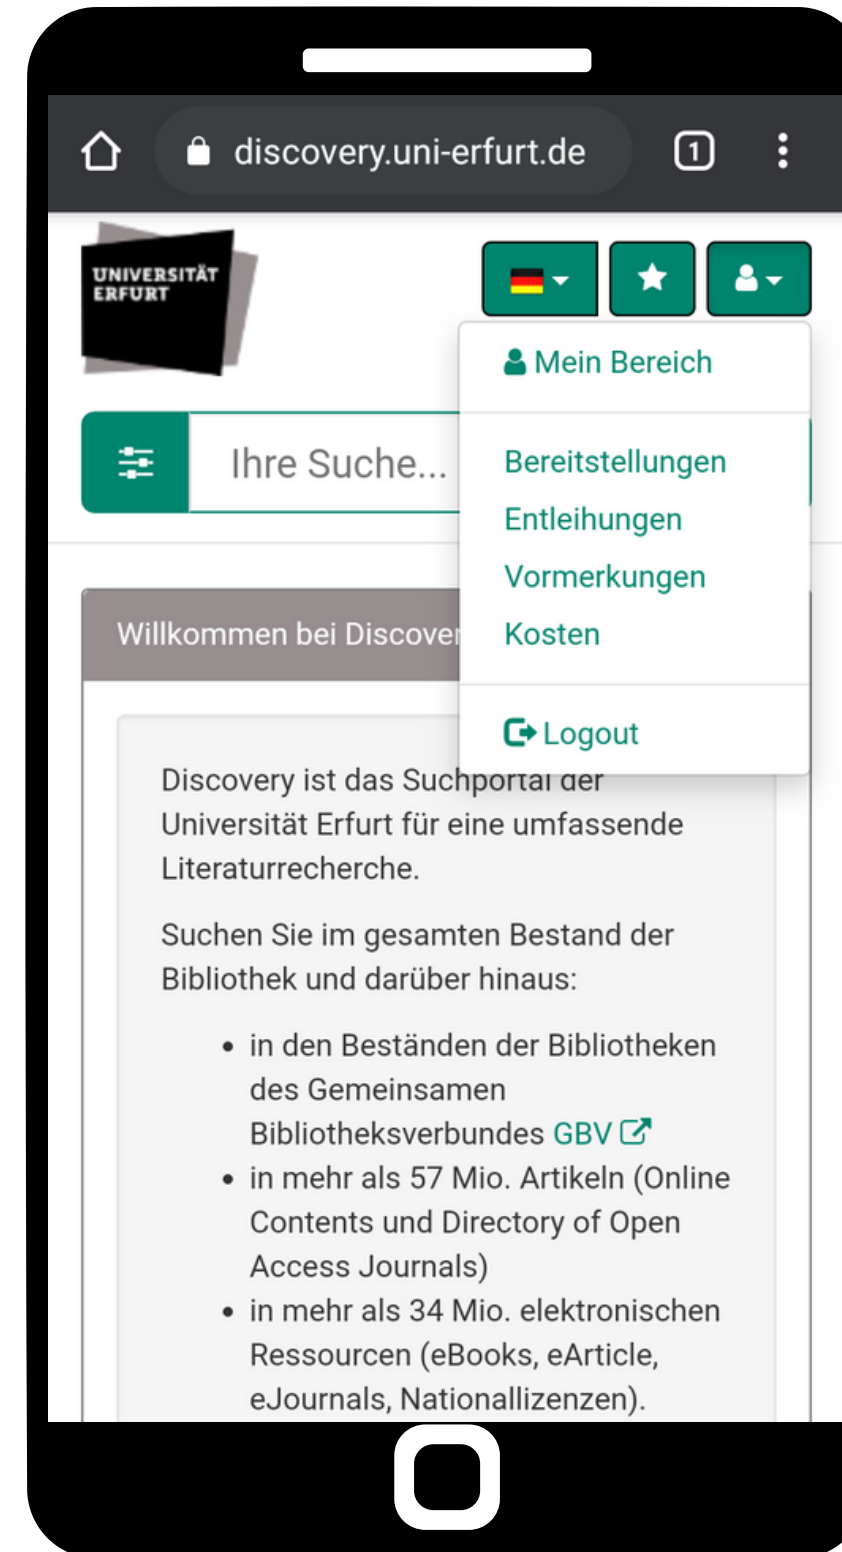 1
discovery.uni-erfurt.de
UNIVERSITÄT
ERFURT
Mein Bereich
Ihre Suche...
Bereitstellungen
Entleihungen
Vormerkungen
Kosten
Logout
Willkommen bei
Discovery ist das Suchportal der
Universität Erfurt für eine umfassende
Literaturrecherche.
Suchen Sie im gesamten Bestand der
Bibliothek und darüber hinaus:
• in den Beständen der Bibliotheken
des Gemeinsamen
Bibliotheksverbundes GBV
• in mehr als 57 Mio. Artikeln (Online
Contents und Directory of Open
Access Journals)
• in mehr als 34 Mio. elektronischen
Ressourcen (eBooks, eArticle,
eJournals, Nationallizenzen).